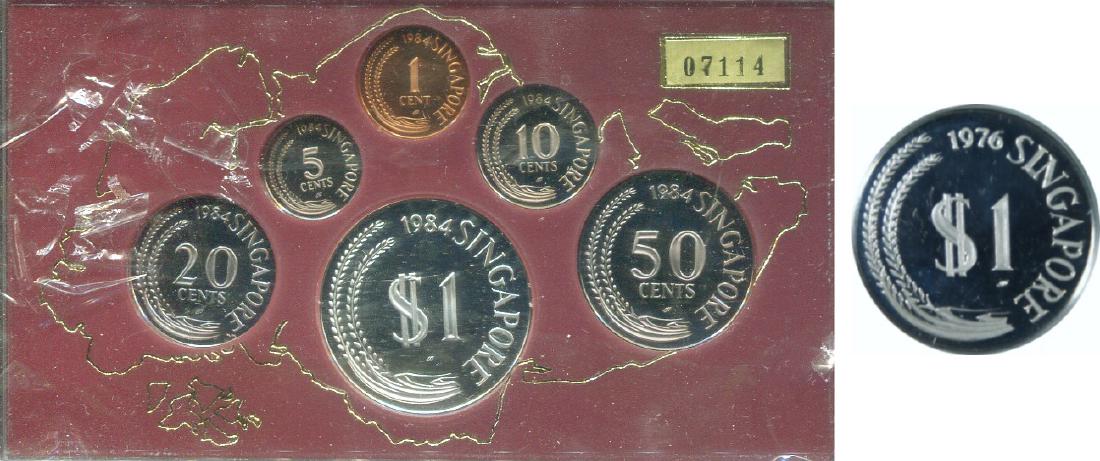 07114
1984 SINGAPORE
1
CENT
1984 SINGAPORE
5
CENTS
1984 SINGAPORE
10
CENTS
1984 SINGAPORE
20
CENTS
1984 SINGAPORE
$1
1984 SINGAPORE
50
CENTS
1976 SINGAPORE
$1